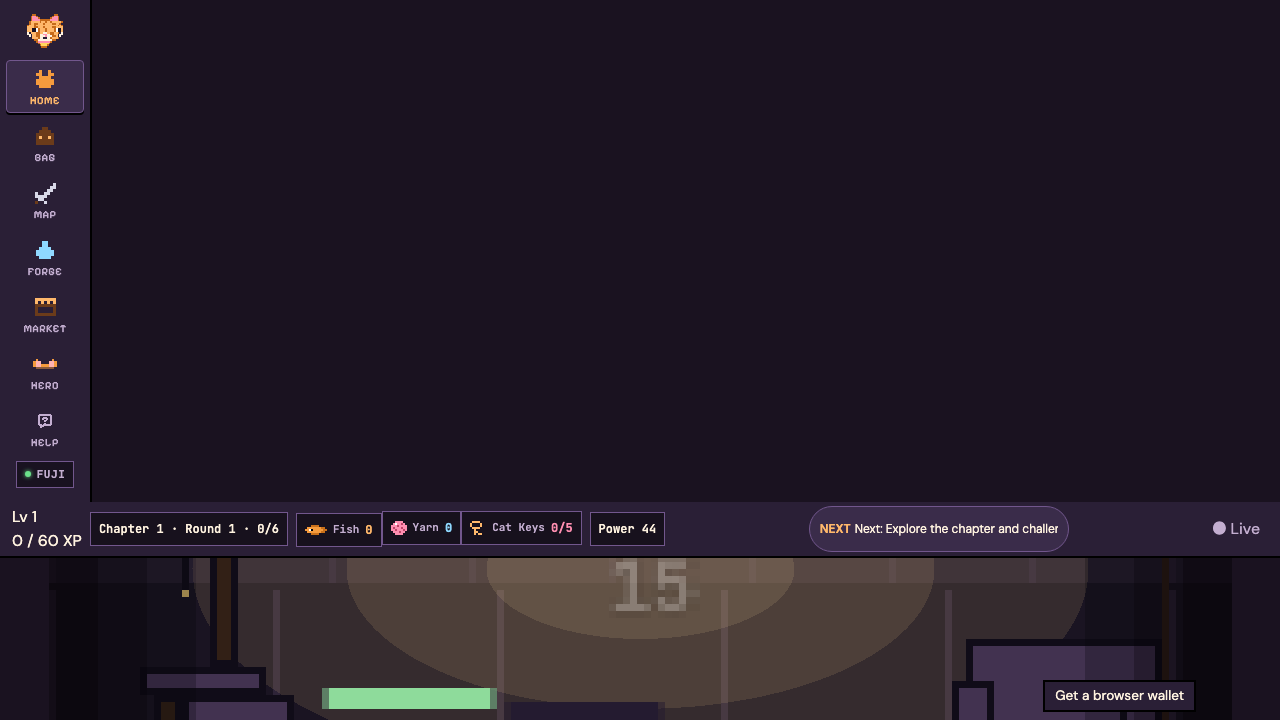 HOME
BAG
MAP
FORGE
MARKET
HERO
HELP
FUJI
Lv 1
0 / 60 XP
Chapter 1 · Round 1 · 0/6
Fish 0
Yarn 0
Cat Keys 0/5
Power 44
NEXT Next: Explore the chapter and challer
Live
15
Get a browser wallet